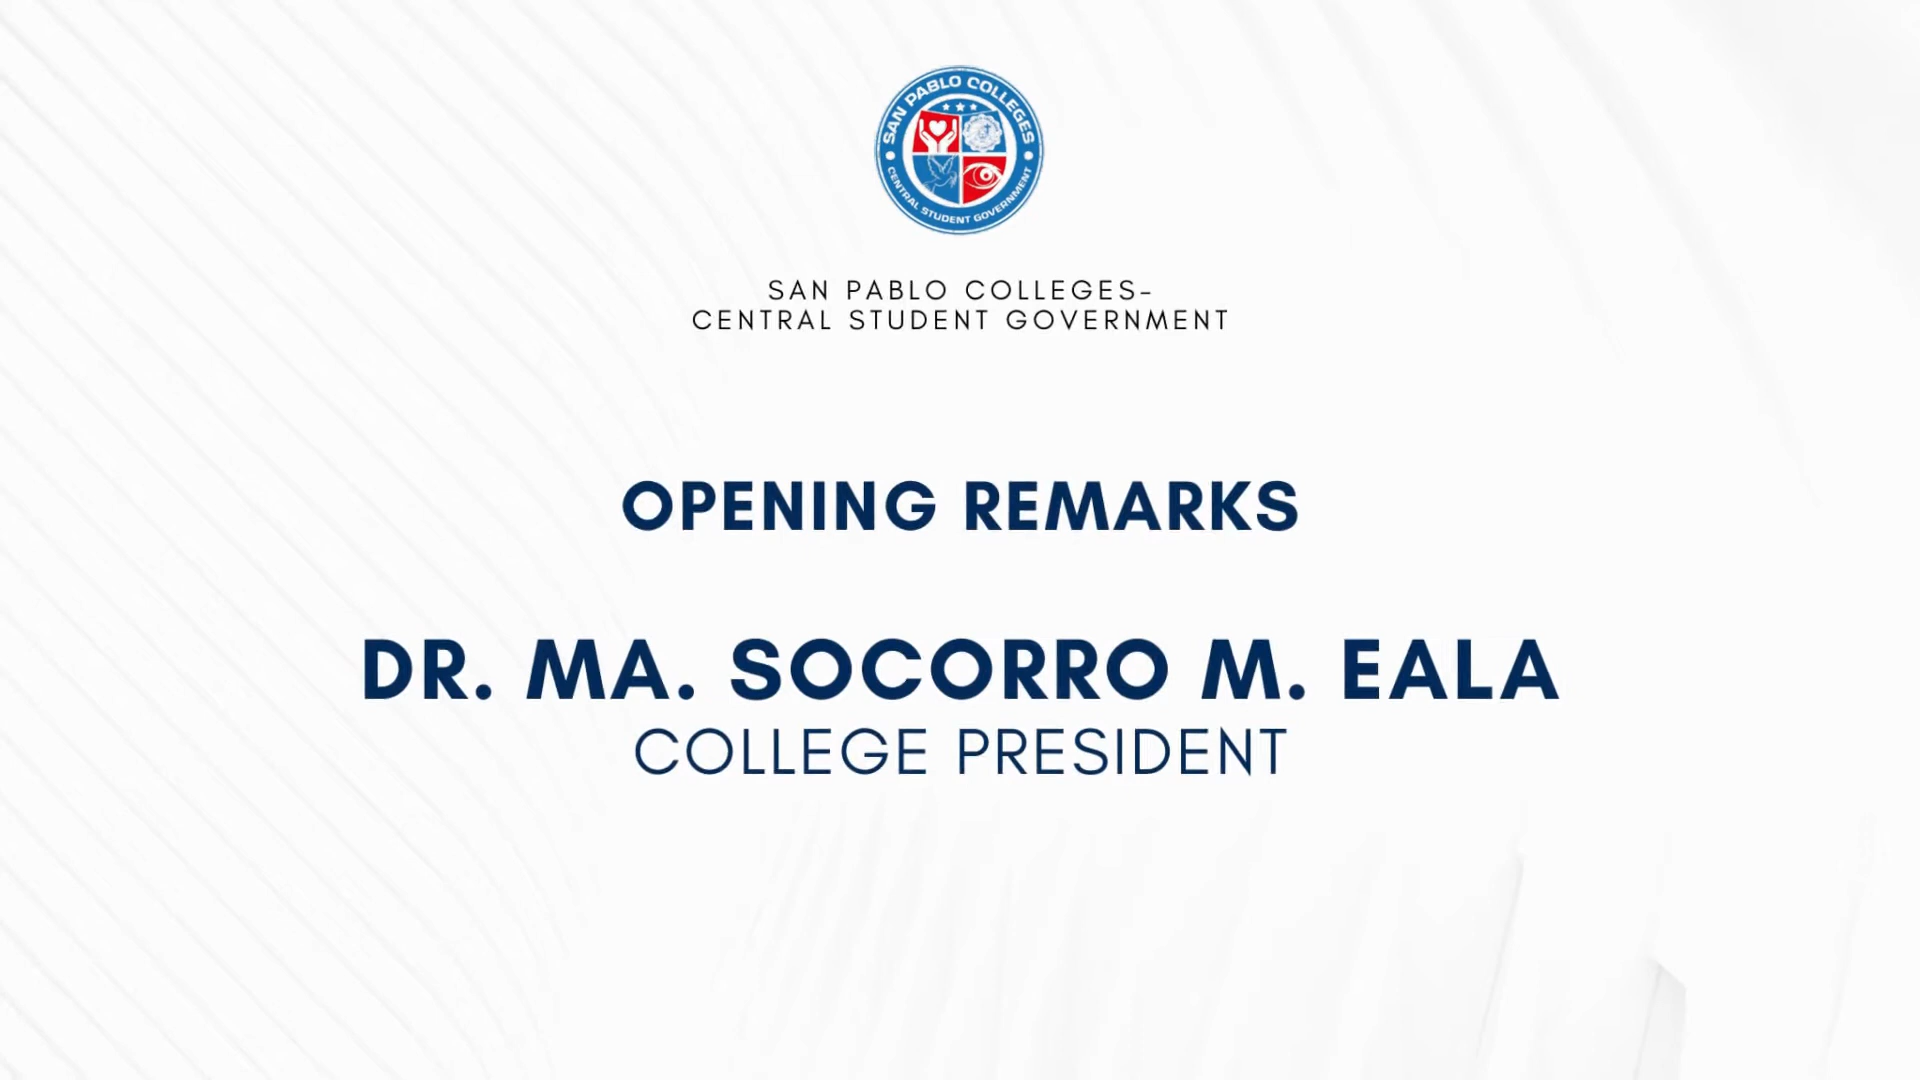 SAN PABLO COLLEGES
CENTRAL STUDENT GOVERNMENT
SAN PABLO COLLEGES-
CENTRAL STUDENT GOVERNMENT
OPENING REMARKS
DR. MA. SOCORRO M. EALA
COLLEGE PRESIDENT